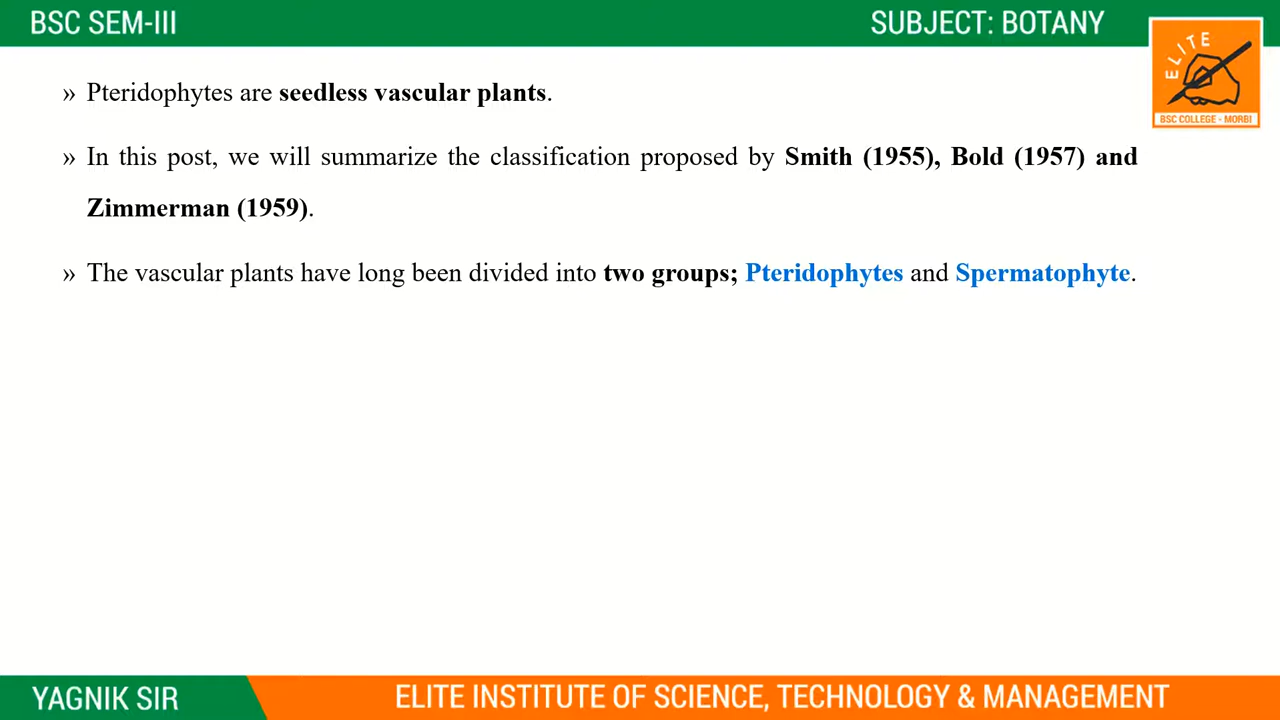 BSC SEM-III
SUBJECT: BOTANY
ELITE
BSC COLLEGE - MORBI
» Pteridophytes are seedless vascular plants.
» In this post, we will summarize the classification proposed by Smith (1955), Bold (1957) and
Zimmerman (1959).
» The vascular plants have long been divided into two groups; Pteridophytes and Spermatophyte.
YAGNIK SIR
ELITE INSTITUTE OF SCIENCE, TECHNOLOGY & MANAGEMENT